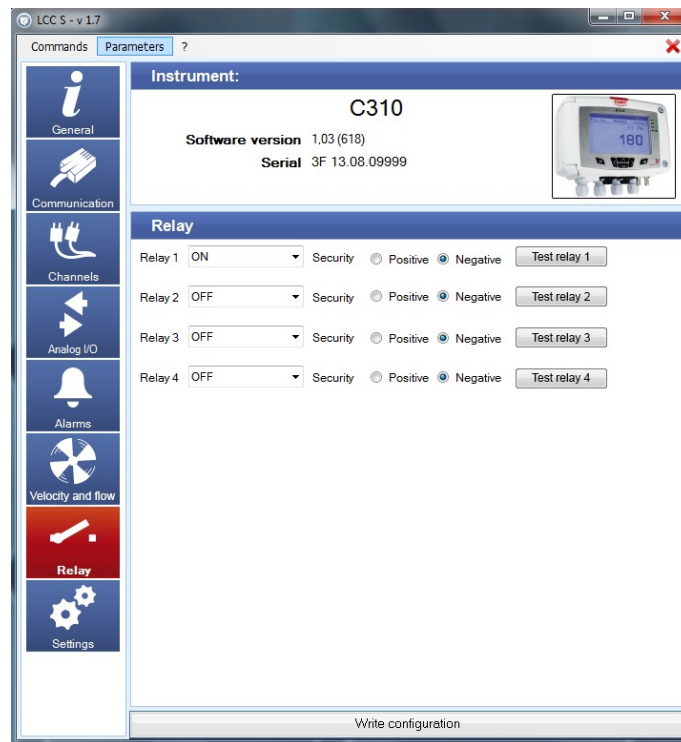 LCC S - v 1.7
Commands Parameters ?
General
Communication
Channels
Analog I/O
Alarms
Velocity and flow
Relay
Settings
Instrument:
C310
Software version 1,03 (618)
Serial 3F 13.08.09999
180
Relay
Relay 1 ON Security Positive Negative Test relay 1
Relay 2 OFF Security Positive Negative Test relay 2
Relay 3 OFF Security Positive Negative Test relay 3
Relay 4 OFF Security Positive Negative Test relay 4
Write configuration